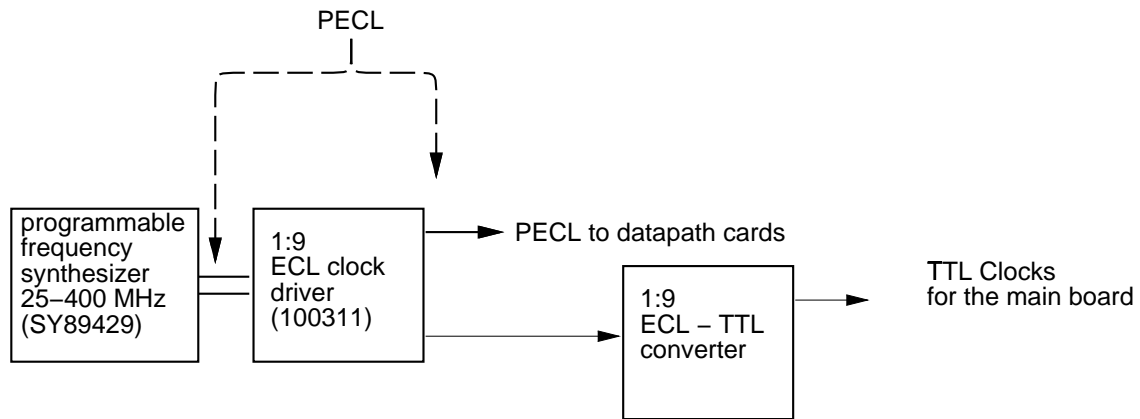 PECL
programmable
frequency
synthesizer
25–400 MHz
(SY89429)
1:9
ECL clock
driver
(100311)
PECL to datapath cards
1:9
ECL – TTL
converter
TTL Clocks
for the main board